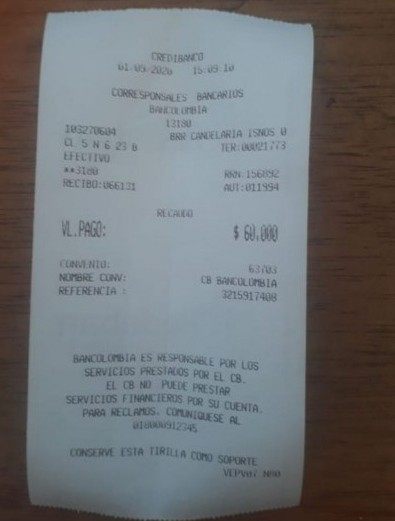 CREDIBANCO
01.09/2020 15:09:10
CORRESPONSALES BANCARIOS
BANCOLOMBIA
13180
103270604 BRR CANDELARIA ISNOS 0
CL 5 N 6 23 0 TER:00021773
EFECTIVO
**3180 RRN:156092
RECIBO:066131 AUT:011994
RECAUDO
VL.PAGO: $ 60.000
CONVENIO: 63703
NOMBRE CONV: CB BANCOLOMBIA
REFERENCIA : 3215917408
BANCOLOMBIA ES RESPONSABLE POR LOS
SERVICIOS PRESTADOS POR EL CB.
EL CB NO PUEDE PRESTAR
SERVICIOS FINANCIEROS POR SU CUENTA.
PARA RECLAMOS, COMUNIQUESE AL
018000912345
CONSERVE ESTA TIRILLA COMO SOPORTE